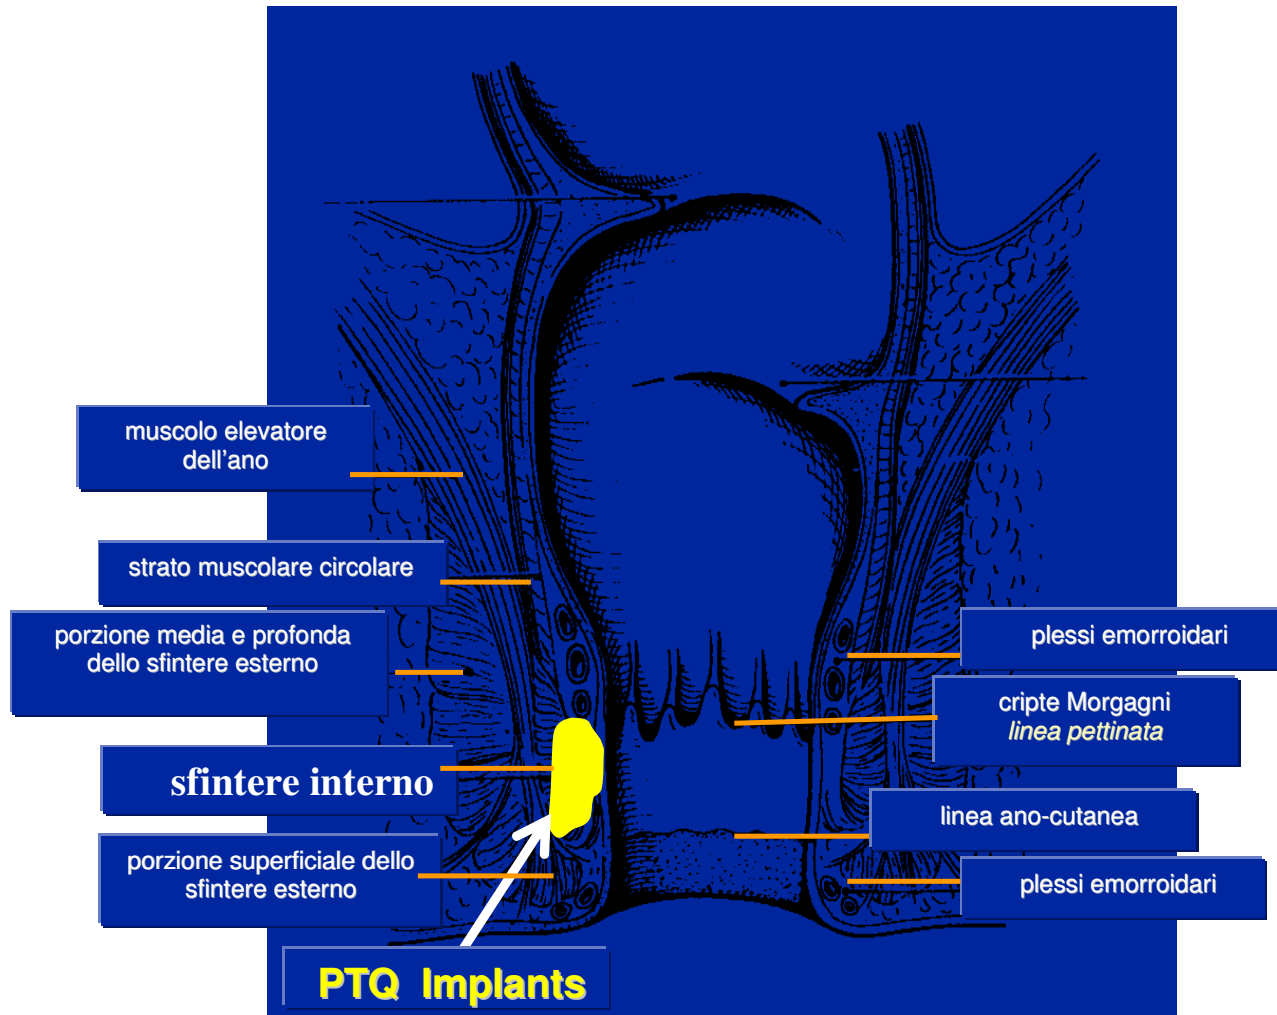 muscolo elevatore
dell'ano
strato muscolare circolare
porzione media e profonda
dello sfintere esterno
sfintere interno
porzione superficiale dello
sfintere esterno
PTQ Implants
plessi emorroidari
cripte Morgagni
linea pettinata
linea ano-cutanea
plessi emorroidari